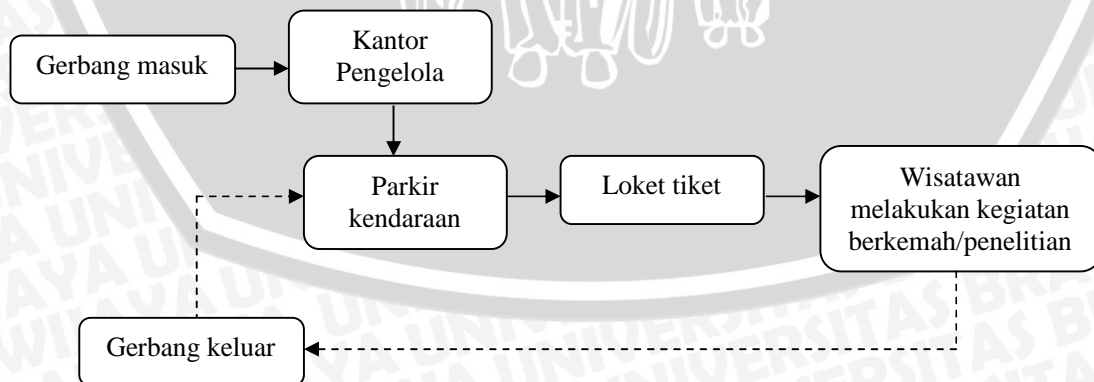 Gerbang masuk
Kantor
Pengelola
Parkir
kendaraan
Loket tiket
Wisatawan
melakukan kegiatan
berkemah/penelitian
Gerbang keluar